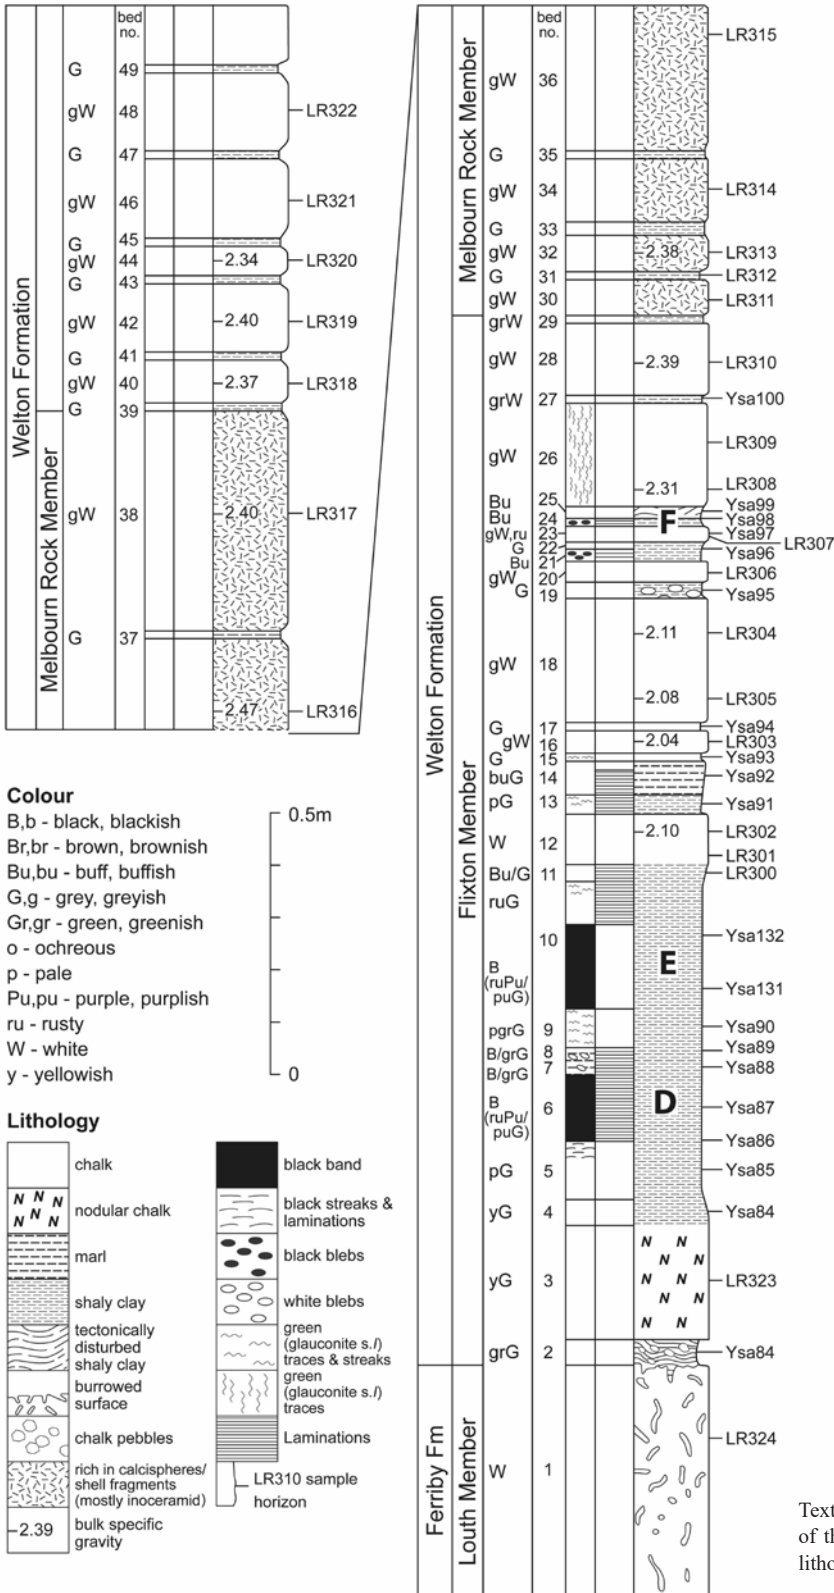 Welton Formation
Melbourn Rock Member
G 49
gW 48 LR322
G 47
gW 46 LR321
G 45
gW 44 2.34 LR320
G 43
gW 42 2.40 LR319
G 41
gW 40 2.37 LR318
G 39
gW 38 2.40 LR317
G 37
2.47 LR316
bed
no.
Welton Formation
Melbourn Rock Member
LR315
gW 36
G 35
gW 34 LR314
G 33
gW 32 2.38 LR313
G 31 LR312
gW 30 LR311
Flixton Member
grW 29
gW 28 2.39 LR310
grW 27 Ysa100
LR309
gW 26
2.31 LR308
Bu 25 Ysa99
Bu 24 F Ysa98
gW,ru 23 Ysa97
LR307
G 22 Ysa96
Bu 21
gW 20 LR306
G 19 Ysa95
2.11 LR304
gW 18
2.08 LR305
G 17 Ysa94
gW 16 2.04 LR303
G 15 Ysa93
buG 14 Ysa92
pG 13 Ysa91
2.10 LR302
W 12
LR301
Bu/G 11 LR300
ruG
10 Ysa132
E
B
(ruPu/
puG)
Ysa131
pgrG 9 Ysa90
B/grG 8 Ysa89
B/grG 7 Ysa88
B
(ruPu/
puG)
6 D Ysa87
Ysa86
pG 5 Ysa85
yG 4 Ysa84
N N
N N
yG 3 N N LR323
N N
N N
grG 2 Ysa84
Ferriby Fm
Louth Member
LR324
W 1
Colour
B,b - black, blackish
Br,br - brown, brownish
Bu,bu - buff, buffish
G,g - grey, greyish
Gr,gr - green, greenish
o - ochreous
p - pale
Pu,pu - purple, purplish
ru - rusty
W - white
y - yellowish
0.5m
0
Lithology
chalk
N N N
N N
N N N
nodular chalk
marl
shaly clay
tectonically
disturbed
shaly clay
burrowed
surface
chalk pebbles
rich in calcispheres/
shell fragments
(mostly inoceramid)
2.39 bulk specific
gravity
black band
black streaks &
laminations
black blebs
white blebs
green
(glauconite s.l)
traces & streaks
green
(glauconite s.l)
traces
Laminations
LR310 sample
horizon
bed
no.
Text
of th
litho